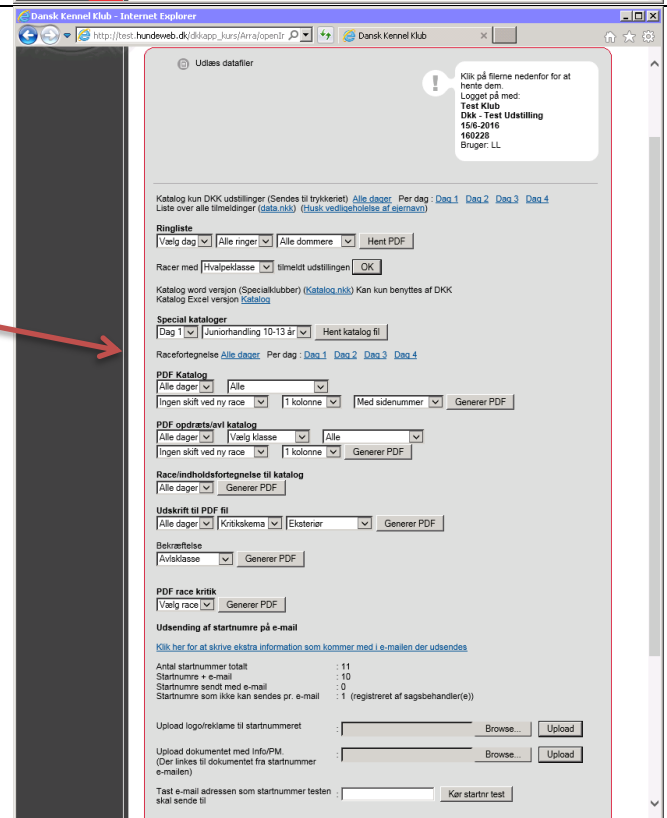 Dansk Kennel Klub - Internet Explorer
http://test.hundeweb.dk/dkkapp_kurs/Arra/openIr Dansk Kennel Klub
Udlæs datafiler
!
Klik på filerne nedenfor for at
hente dem.
Logget på med:
Test Klub
Dkk - Test Udstilling
15/6-2016
160228
Bruger: LL
Katalog kun DKK udstillinger (Sendes til trykkeriet) Alle dager Per dag : Dag 1 Dag 2 Dag 3 Dag 4
Liste over alle tilmeldinger (data.nkk) (Husk vedligeholelse af ejernavn)
Ringliste
Vælg dag Alle ringer Alle dommere Hent PDF
Racer med Hvalpeklasse tilmeldt udstillingen OK
Katalog word versjon (Specialklubber) (Katalog.nkk) Kan kun benyttes af DKK
Katalog Excel versjon Katalog
Special kataloger
Dag 1 Juniorhandling 10-13 år Hent katalog fil
Racefortegnelse Alle dager Per dag : Dag 1 Dag 2 Dag 3 Dag 4
PDF Katalog
Alle dager Alle
Ingen skift ved ny race 1 kolonne Med sidenummer Generer PDF
PDF opdræts/avl katalog
Alle dager Vælg klasse Alle
Ingen skift ved ny race 1 kolonne Generer PDF
Race/indholdsfortegnelse til katalog
Alle dager Generer PDF
Udskrift til PDF fil
Alle dager Kritikskema Eksteriør Generer PDF
Bekræftelse
Avlsklasse Generer PDF
PDF race kritik
Vælg race Generer PDF
Udsending af startnumre på e-mail
Klik her for at skrive ekstra information som kommer med i e-mailen der udsendes
Antal startnummer totalt : 11
Startnumre + e-mail : 10
Startnumre sendt med e-mail : 0
Startnumre som ikke kan sendes pr. e-mail : 1 (registreret af sagsbehandler(e))
Upload logo/reklame til startnummeret : Browse... Upload
Upload dokumentet med Info/PM. : Browse... Upload
(Der linkes til dokumentet fra startnummer
e-mailen)
Tast e-mail adressen som startnummer testen : Kør startnr test
skal sende til